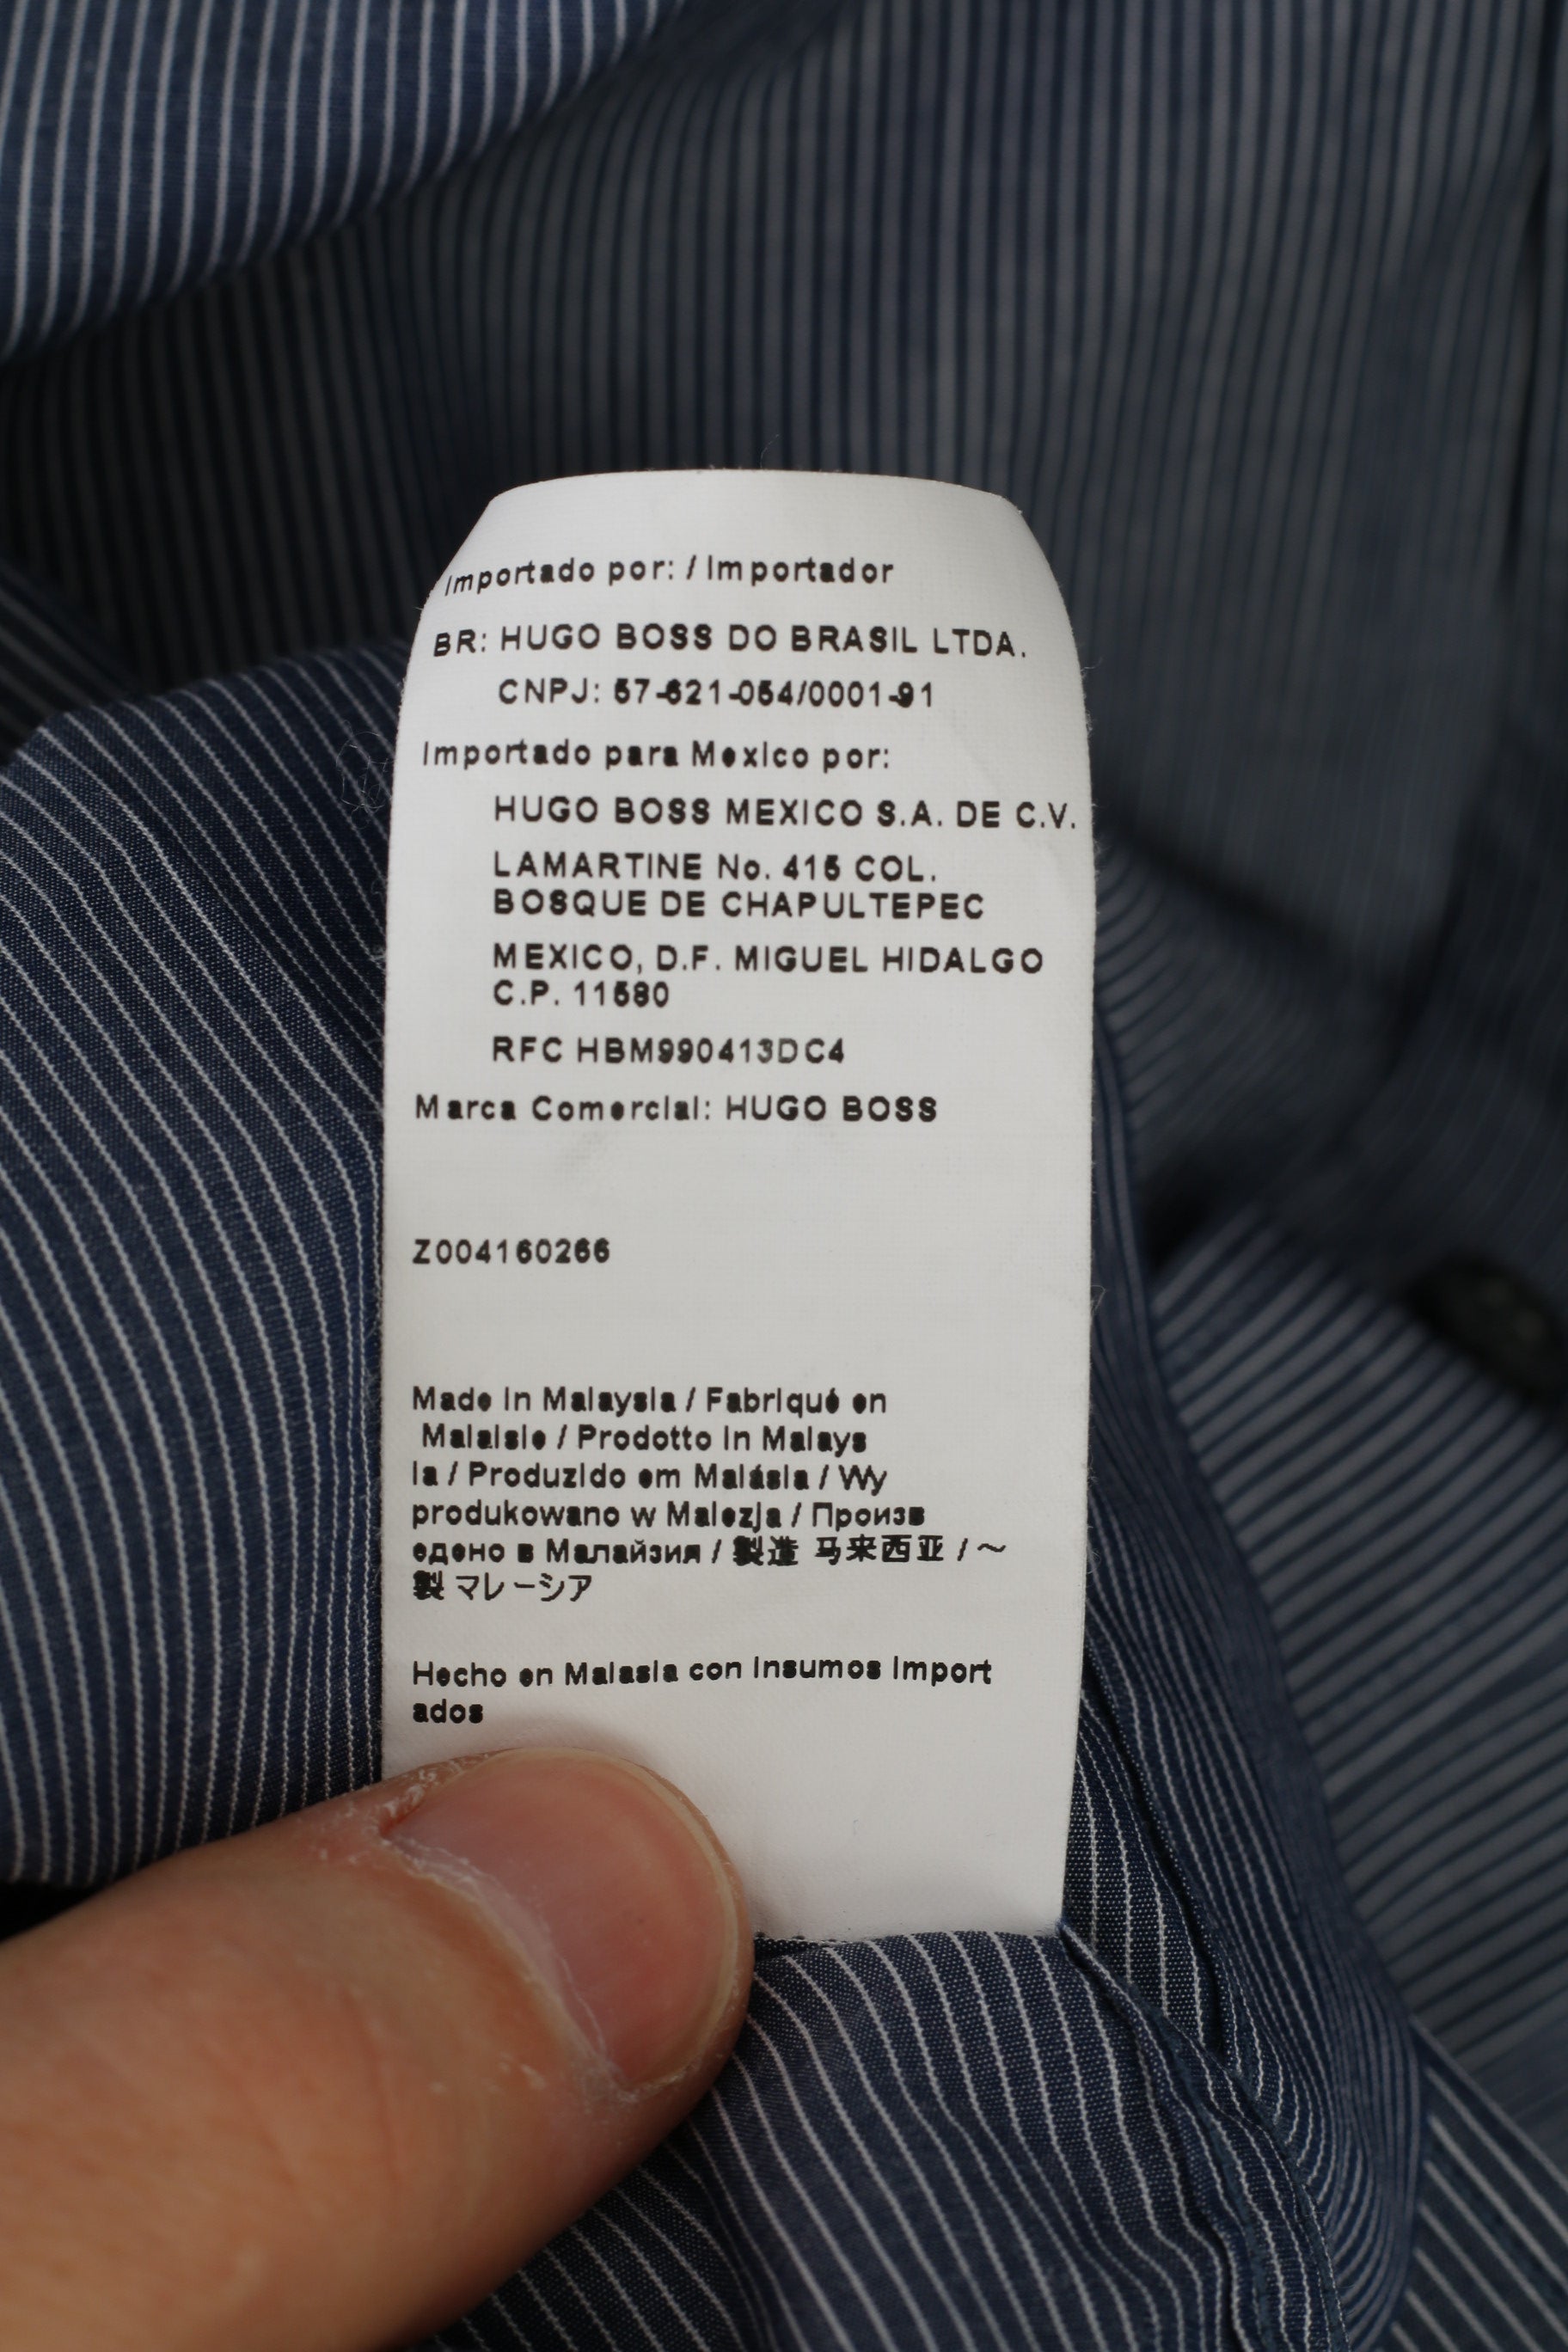 Importado por: / Importador
BR: HUGO BOSS DO BRASIL LTDA.
CNPJ: 57-621-054/0001-91
Importado para Mexico por:
HUGO BOSS MEXICO S.A. DE C.V.
LAMARTINE No. 415 COL.
BOSQUE DE CHAPULTEPEC
MEXICO, D.F. MIGUEL HIDALGO
C.P. 11580
RFC HBM990413DC4
Marca Comercial: HUGO BOSS
Z004160266
Made in Malaysia / Fabriqué en
Malaisie / Prodotto in Malays
ia / Produzido em Malásia / Wy
produkowano w Malezja / Произв
едено в Малайзия / 製造 马来西亚 / ～
製 マレーシア
Hecho en Malasia con Insumos Import
ados